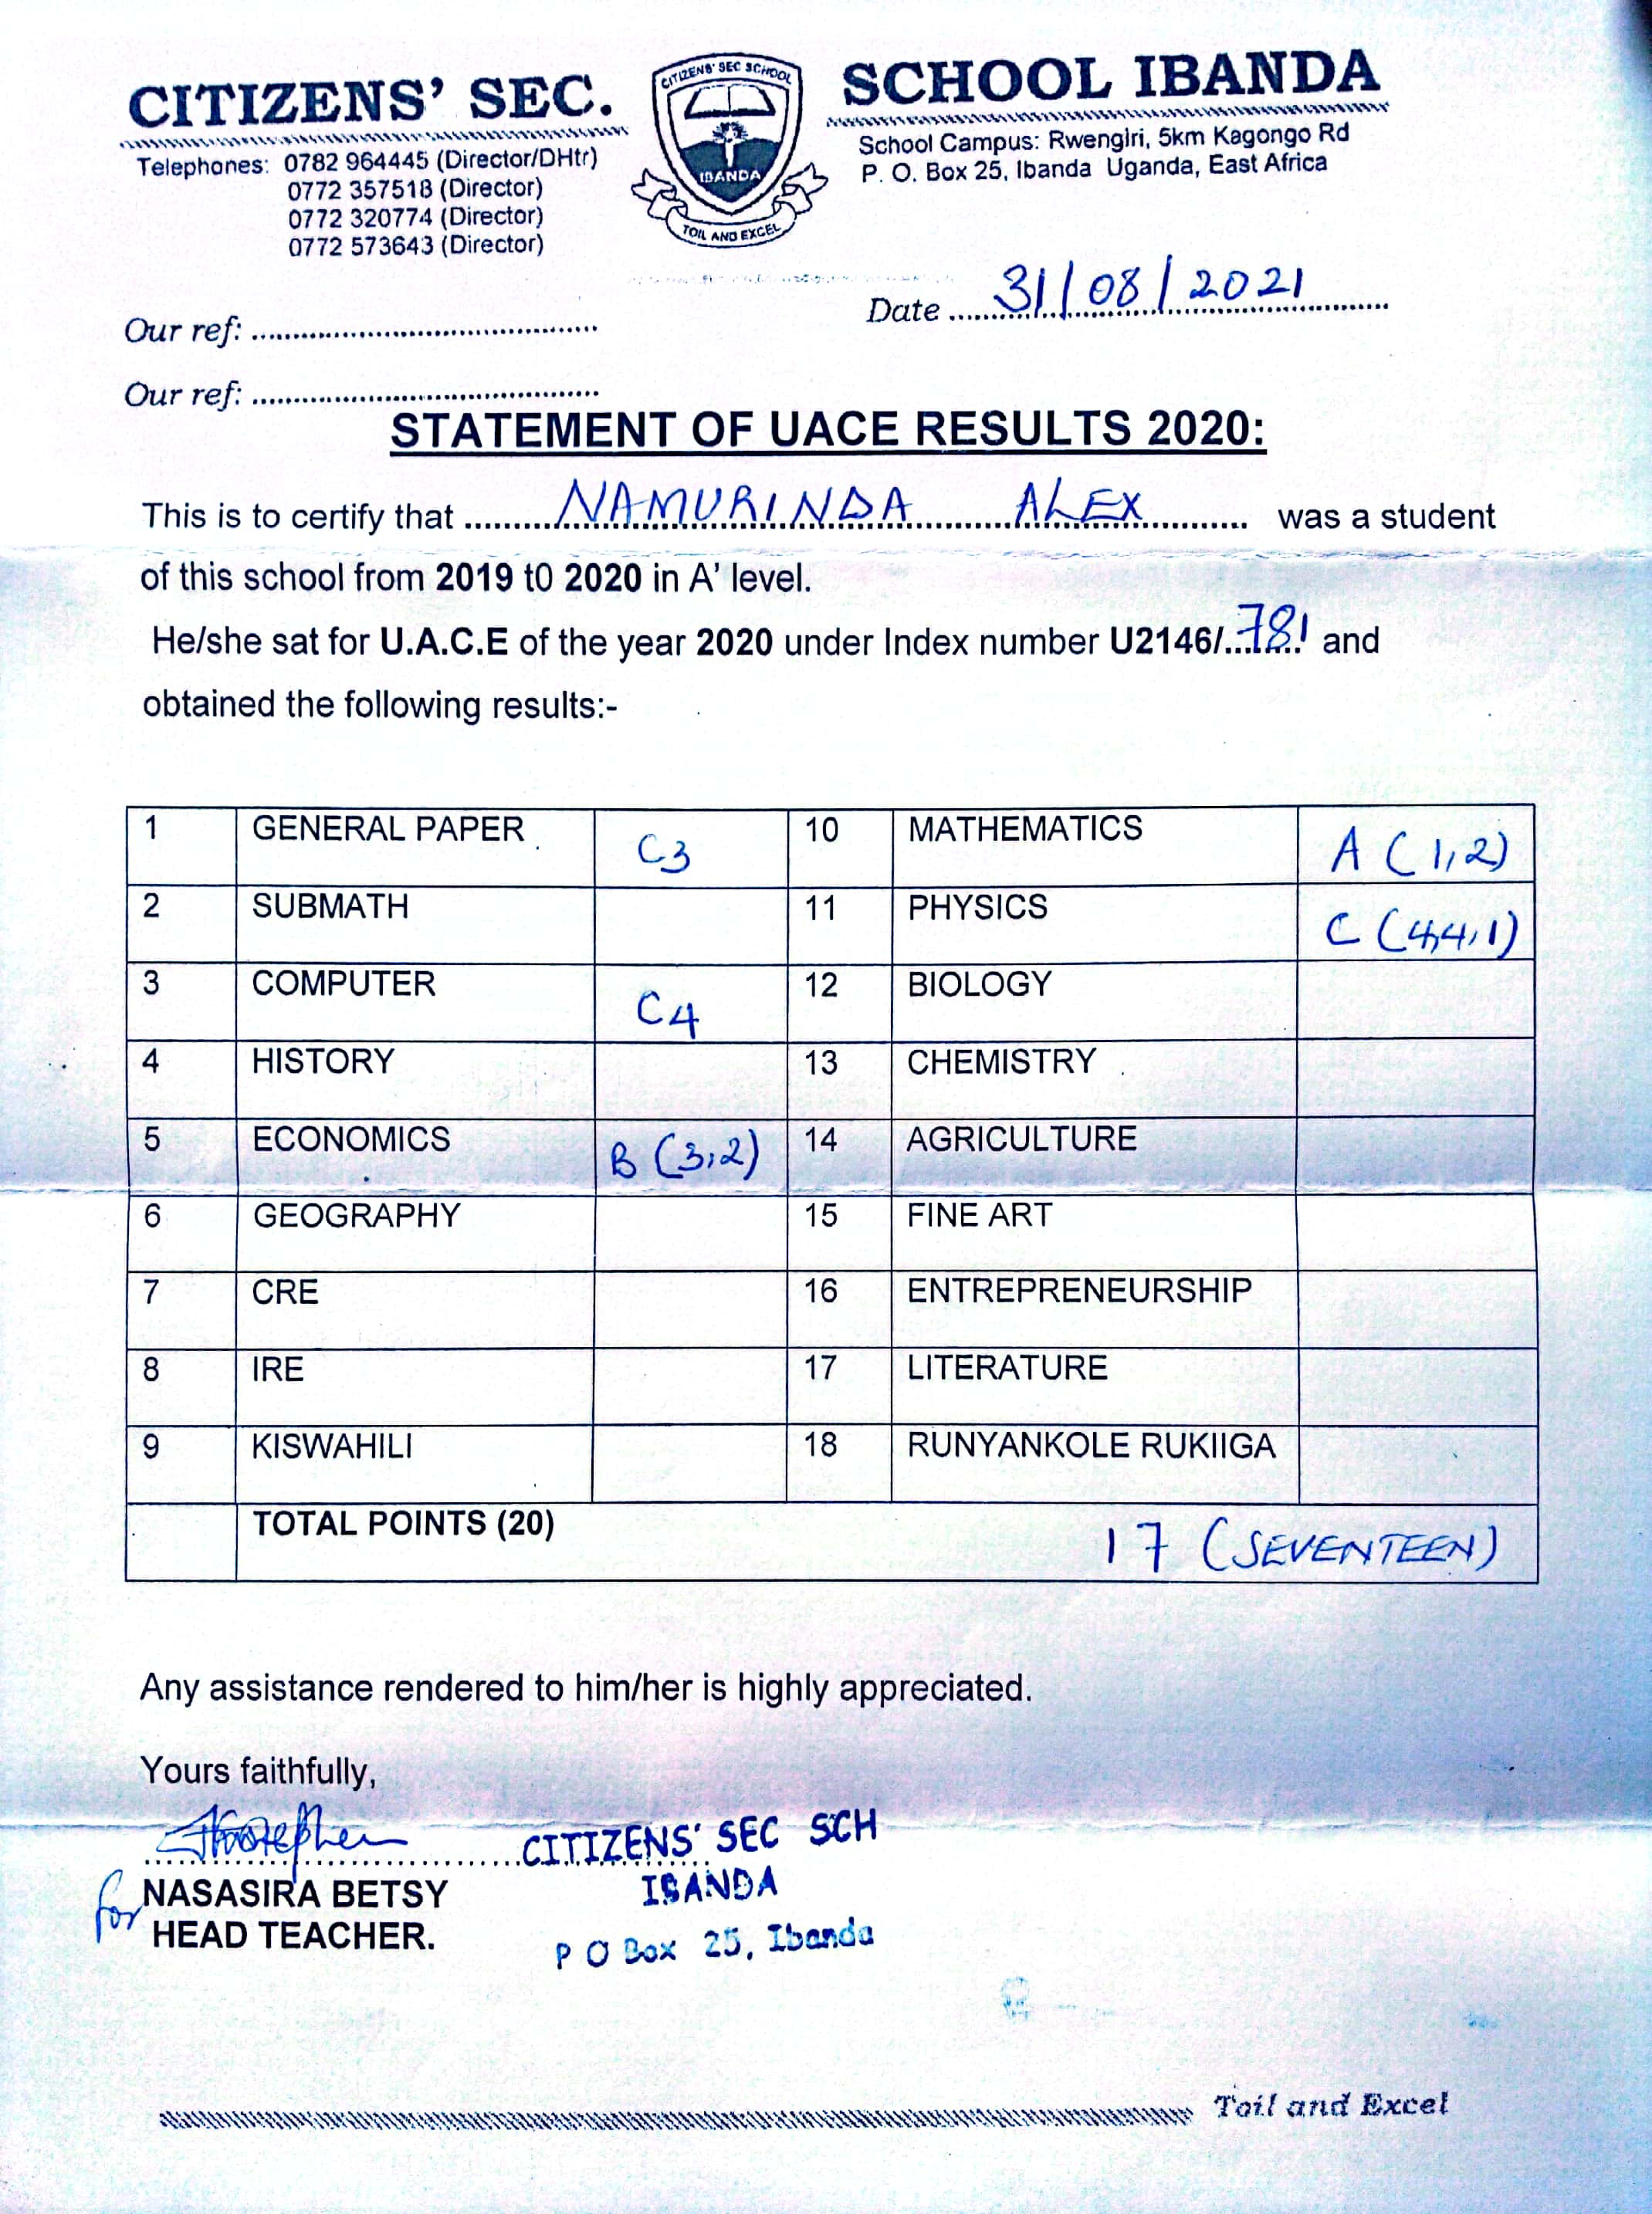 CITIZENS' SEC. SCHOOL IBANDA
CITIZENS' SEC SCHOOL
IBANDA
TOIL AND EXCEL
Telephones: 0782 964445 (Director/DHtr)
0772 357518 (Director)
0772 320774 (Director)
0772 573643 (Director)
School Campus: Rwengiri, 5km Kagongo Rd
P. O. Box 25, Ibanda Uganda, East Africa
Date 31/08/2021
Our ref:
Our ref:
STATEMENT OF UACE RESULTS 2020:
This is to certify that NAMURINDA ALEX was a student
of this school from 2019 t0 2020 in A' level.
He/she sat for U.A.C.E of the year 2020 under Index number U2146/781 and
obtained the following results:-
1 GENERAL PAPER C3 10 MATHEMATICS A (1,2)
2 SUBMATH 11 PHYSICS C (4,4,1)
3 COMPUTER C4 12 BIOLOGY
4 HISTORY 13 CHEMISTRY
5 ECONOMICS B (3,2) 14 AGRICULTURE
6 GEOGRAPHY 15 FINE ART
7 CRE 16 ENTREPRENEURSHIP
8 IRE 17 LITERATURE
9 KISWAHILI 18 RUNYANKOLE RUKIIGA
TOTAL POINTS (20) 17 (SEVENTEEN)
Any assistance rendered to him/her is highly appreciated.
Yours faithfully,
CITIZENS' SEC SCH
IBANDA
P O Box 25, Ibanda
for NASASIRA BETSY
HEAD TEACHER.
Toil and Excel